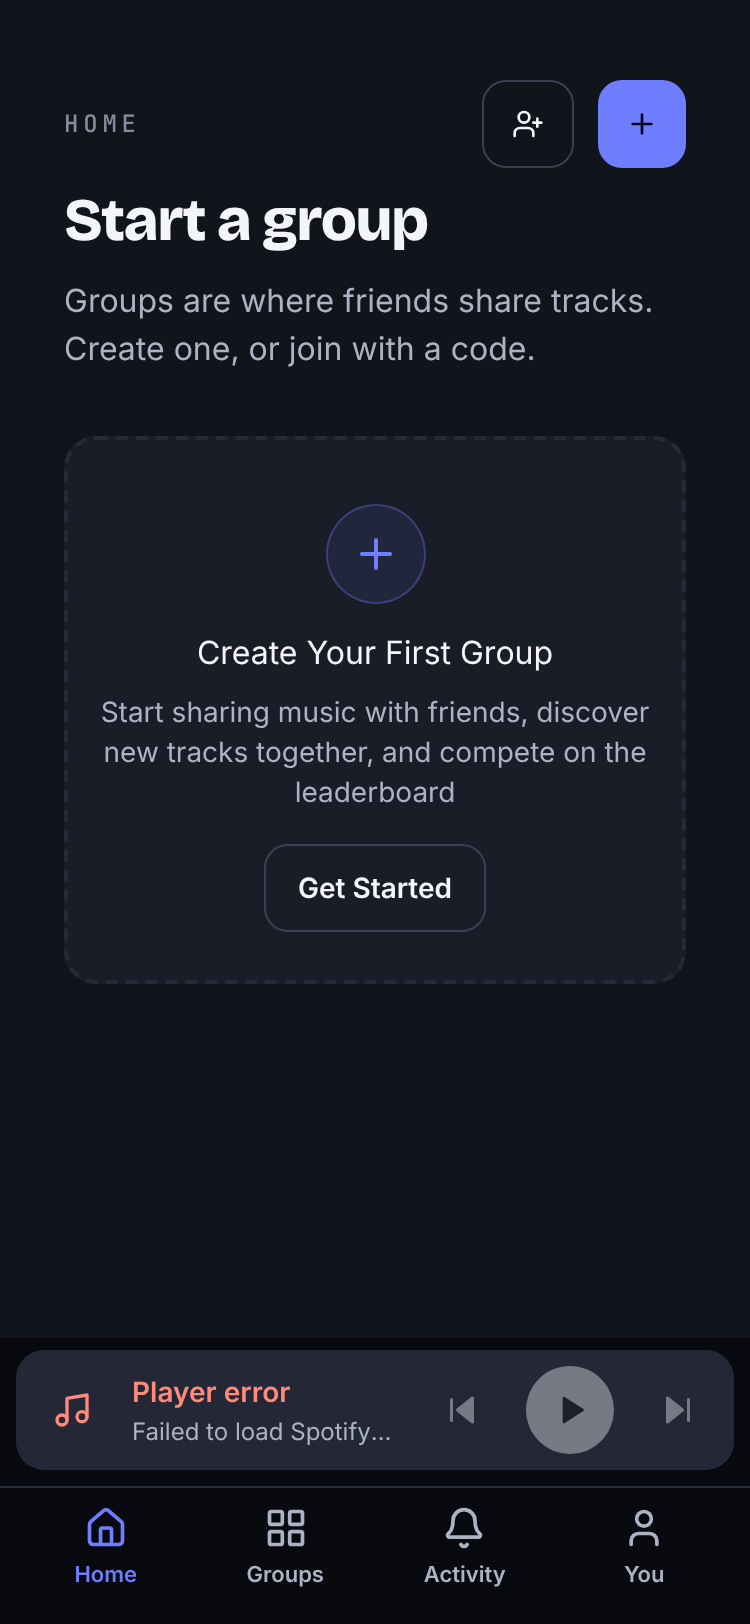 HOME
Start a group
Groups are where friends share tracks.
Create one, or join with a code.
Create Your First Group
Start sharing music with friends, discover
new tracks together, and compete on the
leaderboard
Get Started
Player error
Failed to load Spotify...
Home
Groups
Activity
You